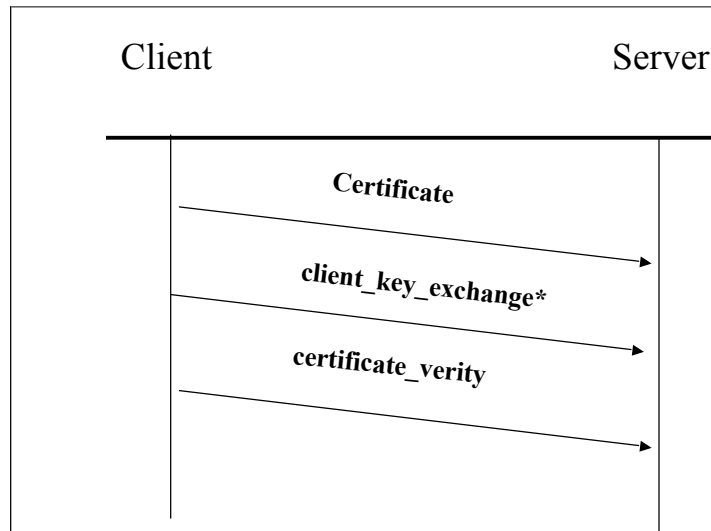 Client
Server
Certificate
client_key_exchange*
certificate_verity